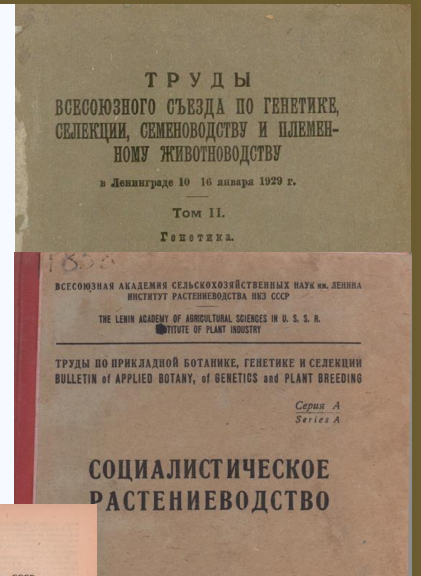 ТРУДЫ
ВСЕСОЮЗНОГО СЪЕЗДА ПО ГЕНЕТИКЕ,
СЕЛЕКЦИИ, СЕМЕНОВОДСТВУ И ПЛЕМЕН-
НОМУ ЖИВОТНОВОДСТВУ
в Ленинграде 10 16 января 1929 г.
Том II.
Генетика.
ВСЕСОЮЗНАЯ АКАДЕМИЯ СЕЛЬСКОХОЗЯЙСТВЕННЫХ НАУК им. ЛЕНИНА
ИНСТИТУТ РАСТЕНИЕВОДСТВА НКЗ СССР
THE LENIN ACADEMY OF AGRICULTURAL SCIENCES IN U. S. S. R.
TITUTE OF PLANT INDUSTRY
ТРУДЫ ПО ПРИКЛАДНОЙ БОТАНИКЕ, ГЕНЕТИКЕ И СЕЛЕКЦИИ
BULLETIN of APPLIED BOTANY, of GENETICS and PLANT BREEDING
Серия А
Series A
СОЦИАЛИСТИЧЕСКОЕ
РАСТЕНИЕВОДСТВО